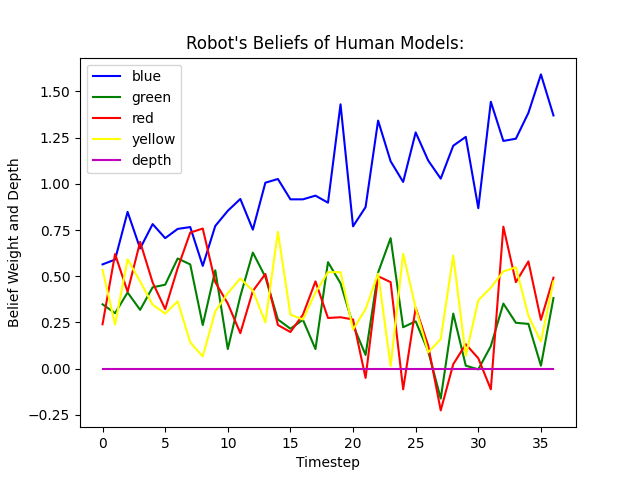 Robot's Beliefs of Human Models:
blue
green
red
yellow
depth
Belief Weight and Depth
1.50
1.25
1.00
0.75
0.50
0.25
0.00
−0.25
0 5 10 15 20 25 30 35
Timestep